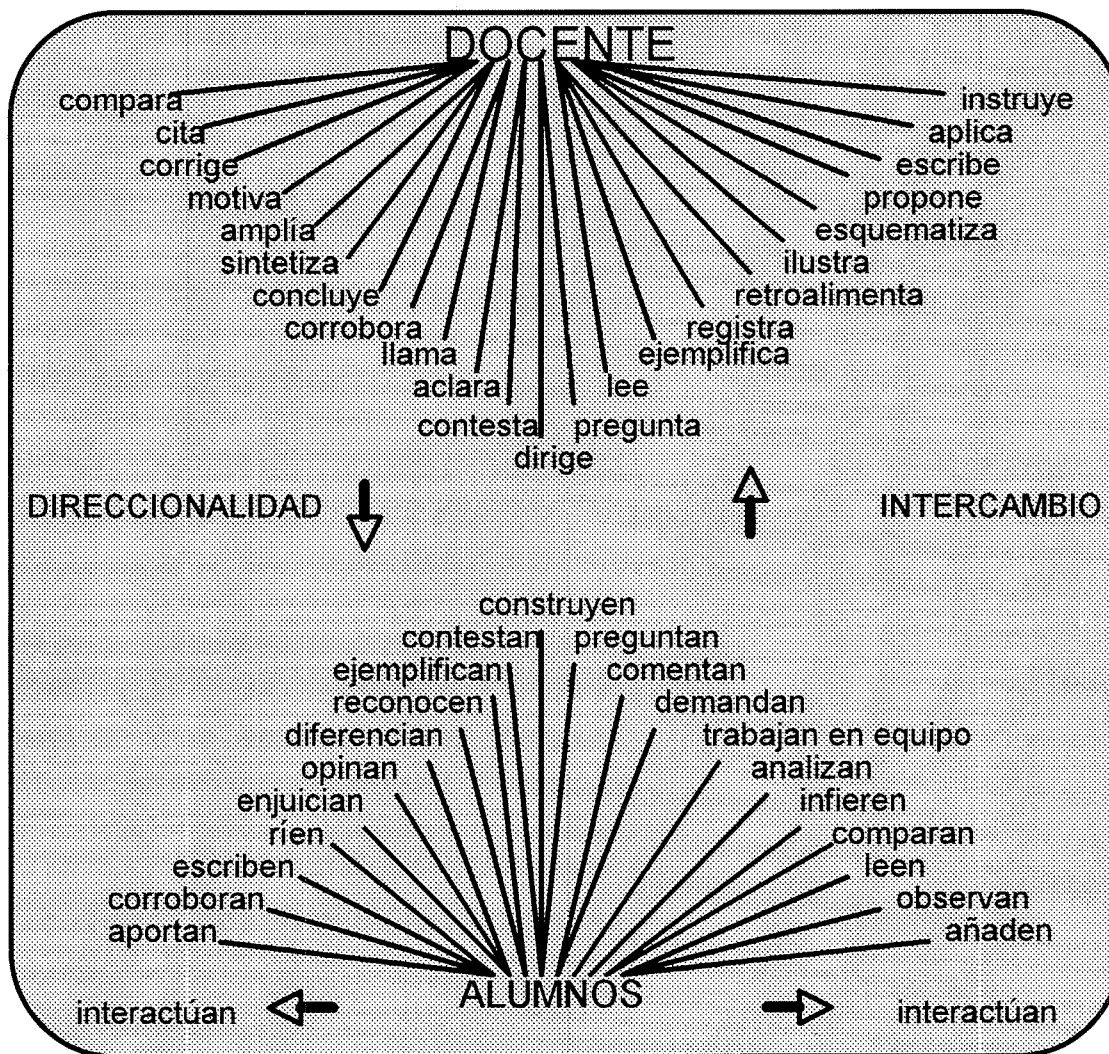 DOCENTE
compara
instruye
cita
aplica
corrige
escribe
motiva
propone
amplía
esquematiza
sintetiza
ilustra
concluye
retroalimenta
corrobora
registra
llama
ejemplifica
aclara
lee
contesta
pregunta
dirige
DIRECCIONALIDAD
INTERCAMBIO
construyen
contestan
preguntan
ejemplifican
comentan
reconocen
demandan
diferencian
trabajan en equipo
opinan
analizan
enjuician
infieren
ríen
comparan
escriben
leen
corroboran
observan
aportan
añaden
ALUMNOS
interactúan
interactúan